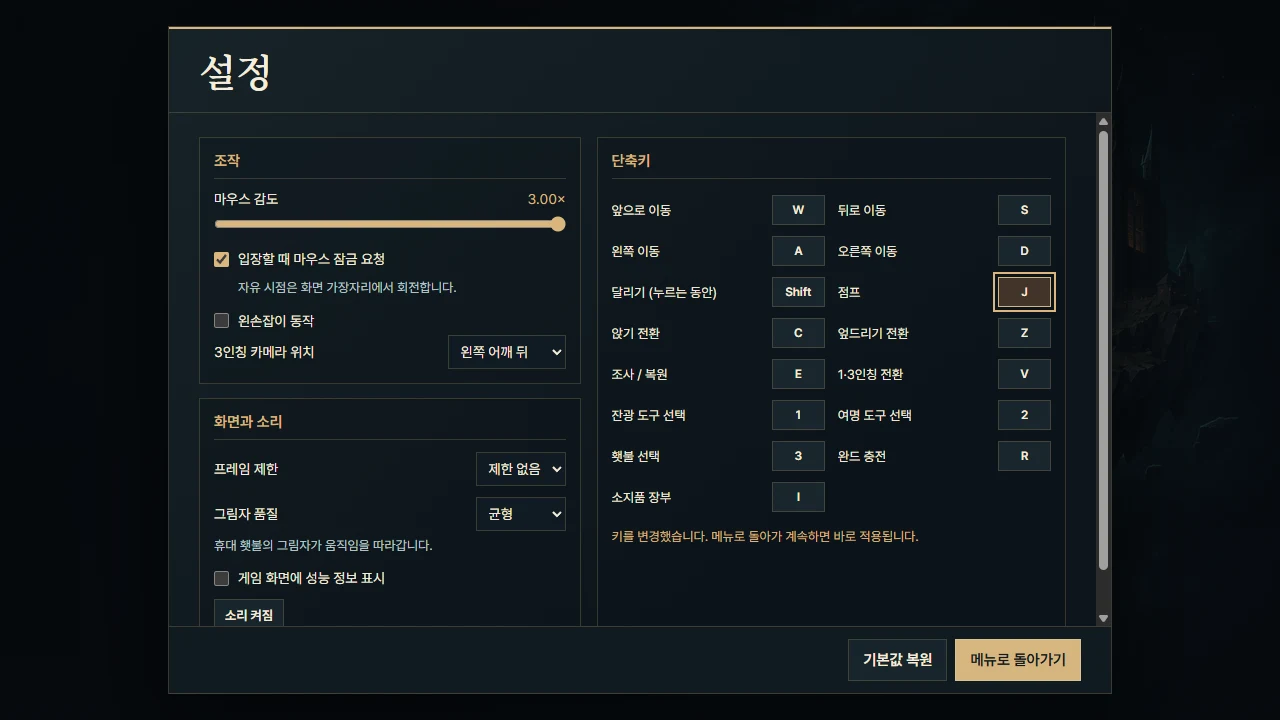 설정
조작
마우스 감도 3.00×
입장할 때 마우스 잠금 요청
자유 시점은 화면 가장자리에서 회전합니다.
왼손잡이 동작
3인칭 카메라 위치 왼쪽 어깨 뒤
화면과 소리
프레임 제한 제한 없음
그림자 품질 균형
휴대 횃불의 그림자가 움직임을 따라갑니다.
게임 화면에 성능 정보 표시
소리 켜짐
단축키
앞으로 이동 W 뒤로 이동 S
왼쪽 이동 A 오른쪽 이동 D
달리기 (누르는 동안) Shift 점프 J
앉기 전환 C 엎드리기 전환 Z
조사 / 복원 E 1·3인칭 전환 V
잔광 도구 선택 1 여명 도구 선택 2
횃불 선택 3 완드 충전 R
소지품 장부 I
키를 변경했습니다. 메뉴로 돌아가 계속하면 바로 적용됩니다.
기본값 복원 메뉴로 돌아가기